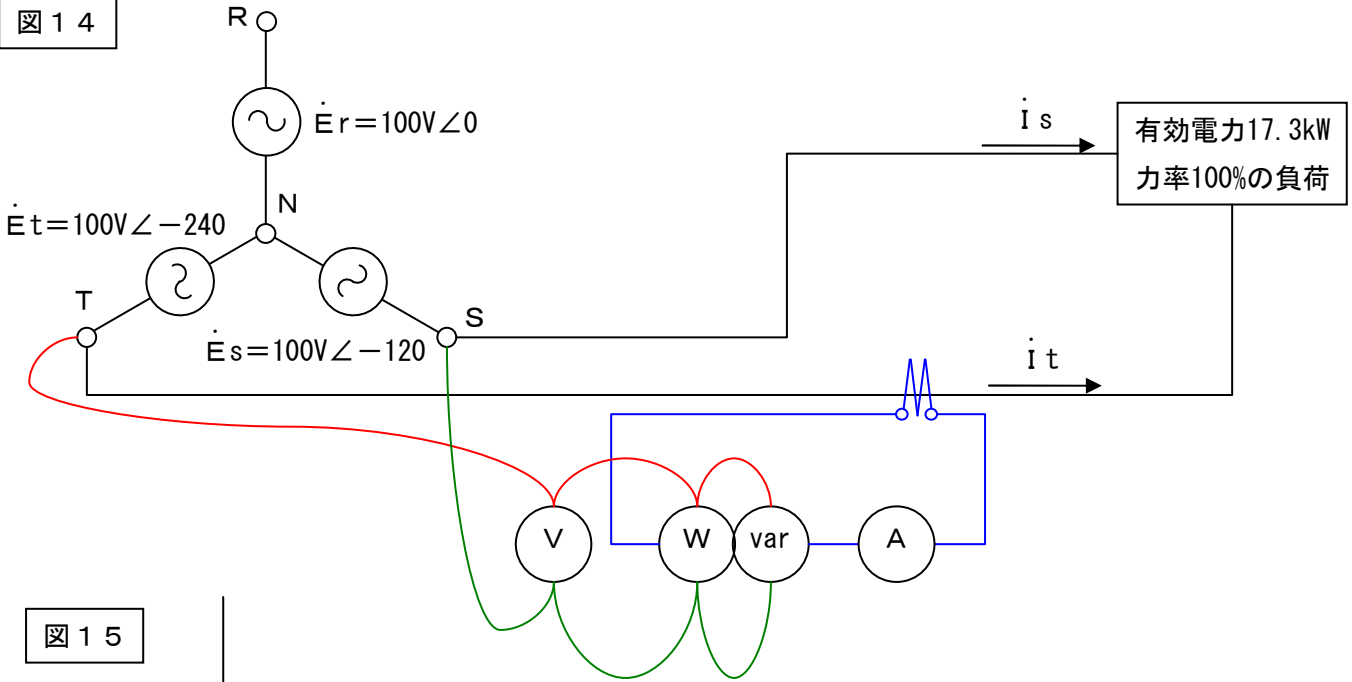 図14
R
Ėr=100V∠0
İs
有効電力17.3kW
力率100%の負荷
N
Ėt=100V∠-240
T
S
Ės=100V∠-120
İt
V
W
var
A
図15